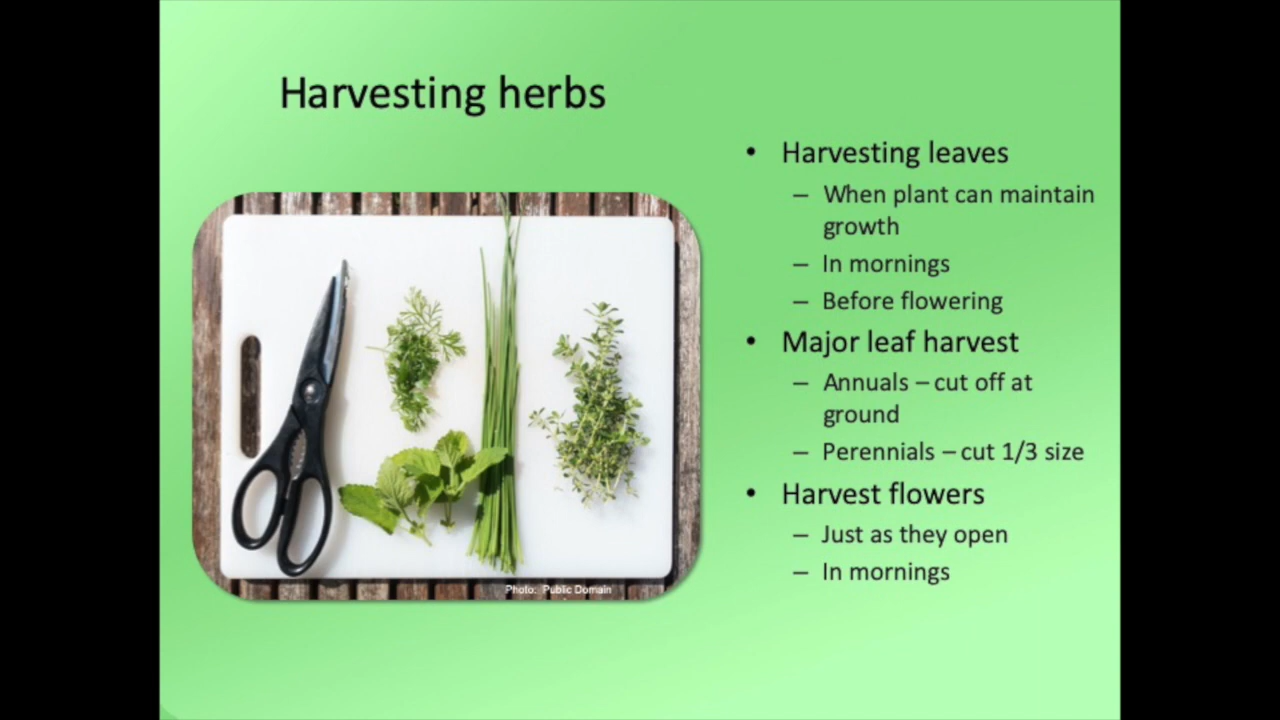 Harvesting herbs
• Harvesting leaves
– When plant can maintain
growth
– In mornings
– Before flowering
• Major leaf harvest
– Annuals – cut off at
ground
– Perennials – cut 1/3 size
• Harvest flowers
– Just as they open
– In mornings
Photo: Public Domain